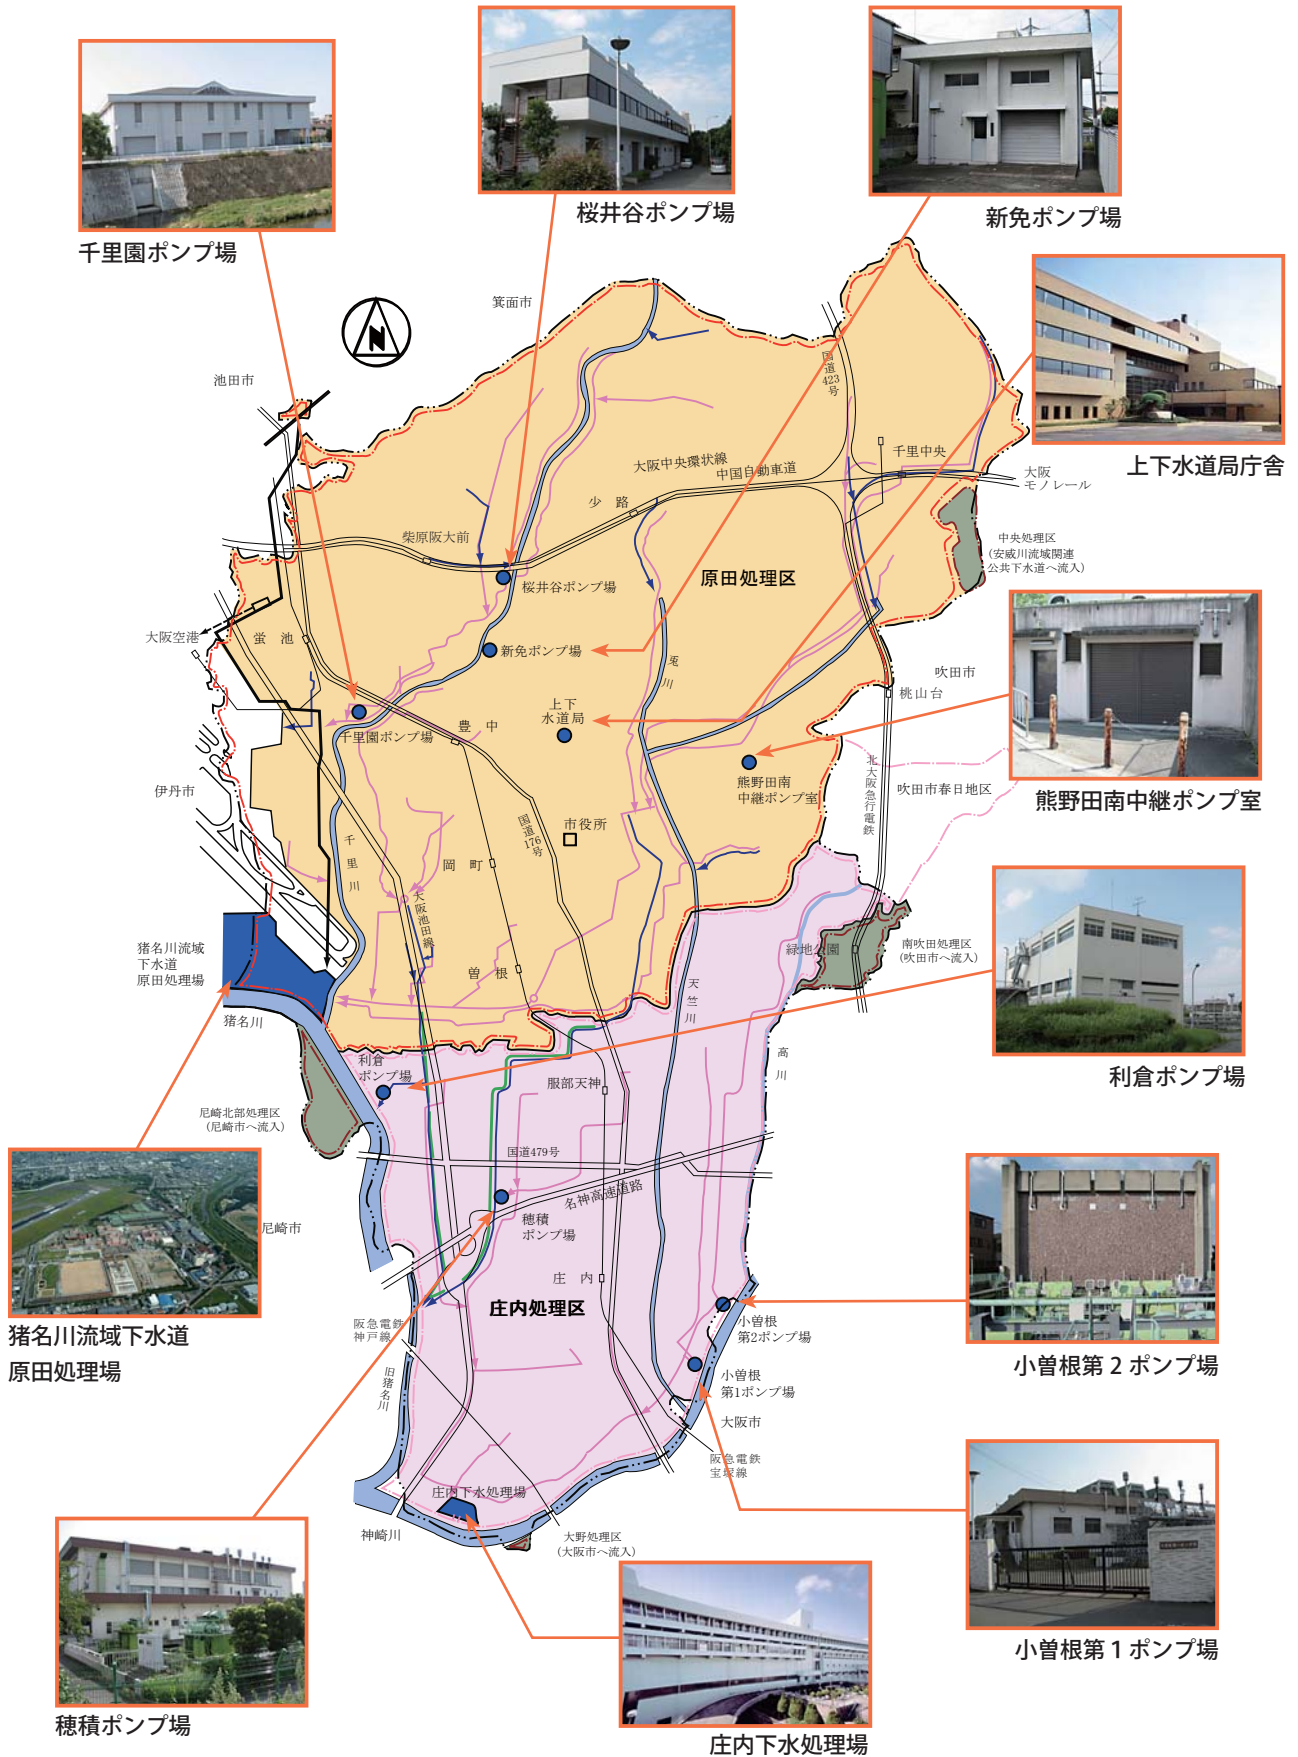 桜井谷ポンプ場
新免ポンプ場
千里園ポンプ場
上下水道局庁舎
箕面市
池田市
N
国道423号
千里中央
大阪中央環状線
中国自動車道
大阪
モノレール
少路
柴原阪大前
中央処理区
(安威川流域関連
公共下水道へ流入)
原田処理区
桜井谷ポンプ場
大阪空港
蛍池
新免ポンプ場
兎川
吹田市
桃山台
上下
水道局
豊中
千里園ポンプ場
熊野田南
中継ポンプ室
北大阪急行電鉄
吹田市春日地区
熊野田南中継ポンプ室
伊丹市
国道176号
市役所
千里川
岡町
大阪池田線
猪名川流域
下水道
原田処理場
曽根
緑地公園
南吹田処理区
(吹田市へ流入)
天竺川
猪名川
高川
利倉
ポンプ場
服部天神
利倉ポンプ場
尼崎北部処理区
(尼崎市へ流入)
国道479号
名神高速道路
尼崎市
穂積
ポンプ場
庄内
庄内処理区
阪急電鉄
神戸線
小曽根
第2ポンプ場
猪名川流域下水道
原田処理場
小曽根第2ポンプ場
旧猪名川
小曽根
第1ポンプ場
大阪市
阪急電鉄
宝塚線
庄内下水処理場
神崎川
大野処理区
(大阪市へ流入)
小曽根第1ポンプ場
穂積ポンプ場
庄内下水処理場